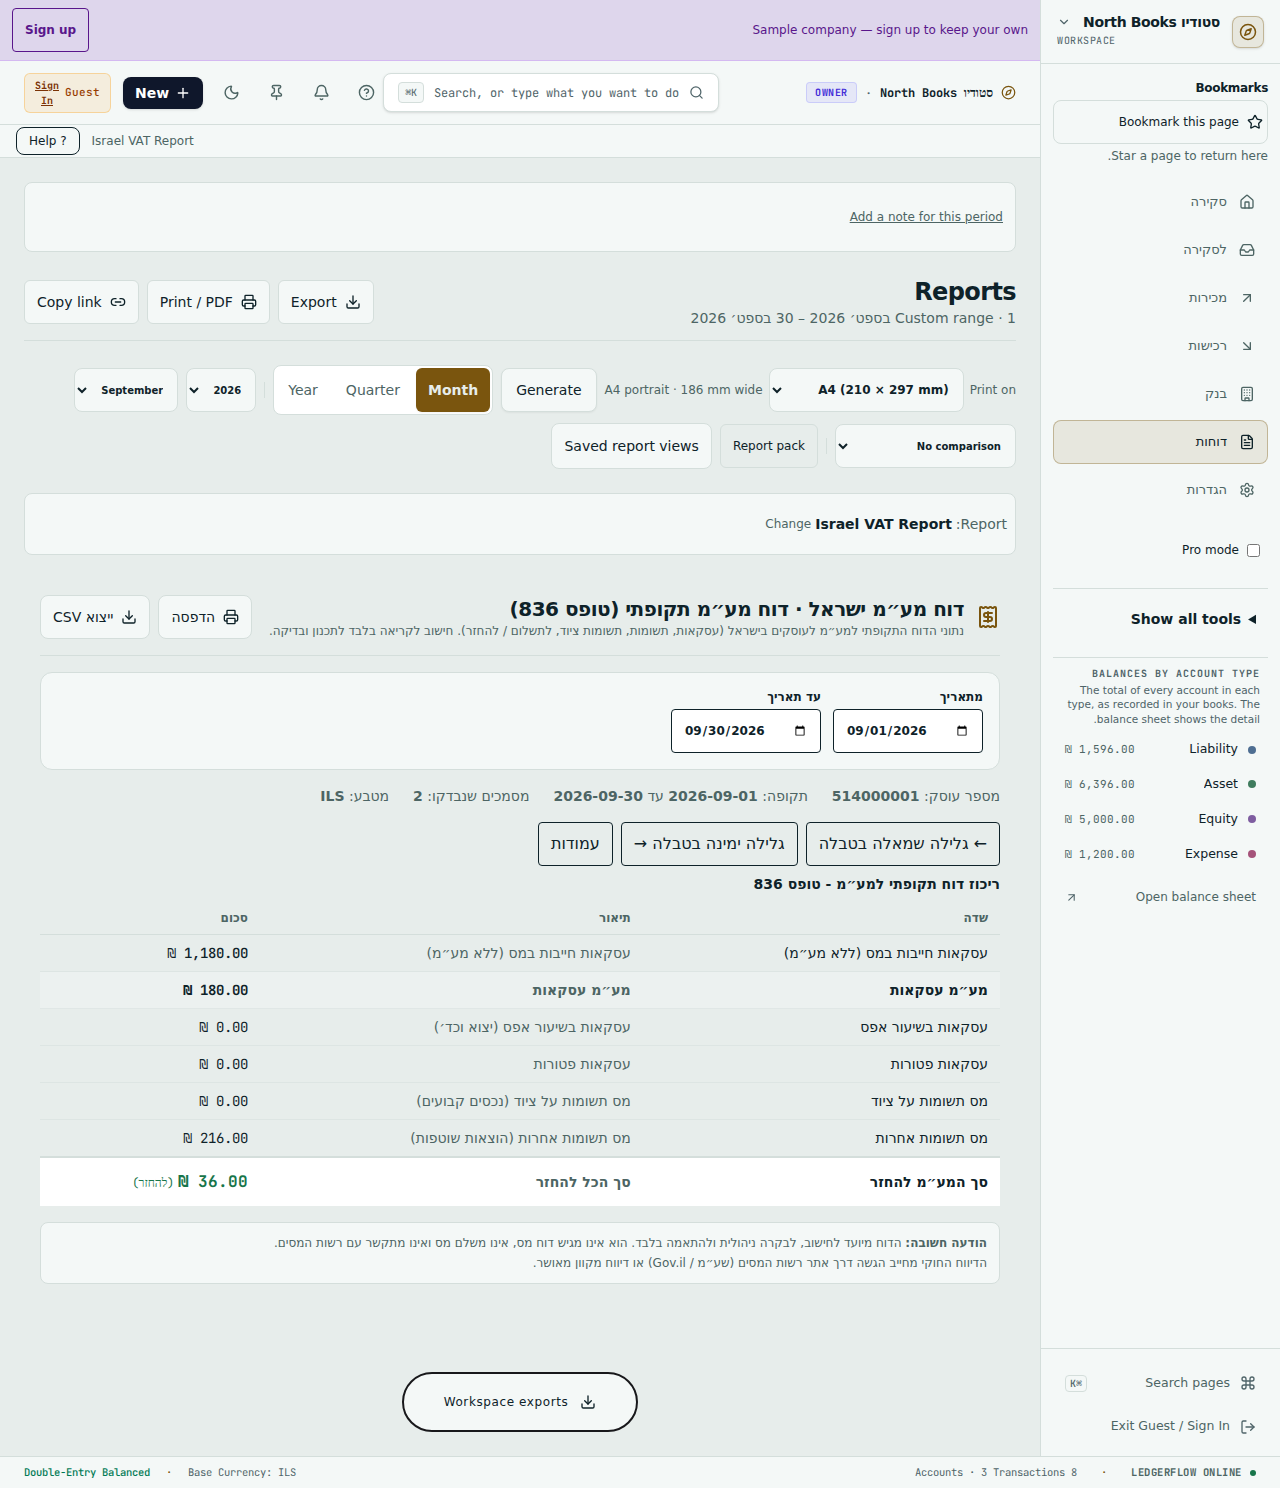 Sample company — sign up to keep your own
Sign up
North Books סטודיו
WORKSPACE
North Books סטודיו · OWNER
Search, or type what you want to do ⌘K
New
Guest Sign In
Israel VAT Report
Help ?
Bookmarks
Bookmark this page
Star a page to return here.
סקירה
לסקירה
מכירות
רכישות
בנק
דוחות
הגדרות
Pro mode
Show all tools
BALANCES BY ACCOUNT TYPE
The total of every account in each
type, as recorded in your books. The
balance sheet shows the detail.
Liability ₪ 1,596.00
Asset ₪ 6,396.00
Equity ₪ 5,000.00
Expense ₪ 1,200.00
Open balance sheet
Search pages ⌘K
Exit Guest / Sign In
Add a note for this period
Reports
Custom range · 1 בספט׳ 2026 – 30 בספט׳ 2026
Export
Print / PDF
Copy link
Print on A4 (210 × 297 mm) A4 portrait · 186 mm wide Generate
Month Quarter Year
2026 September
No comparison
Report pack
Saved report views
Report: Israel VAT Report Change
דוח מע״מ ישראל · דוח מע״מ תקופתי (טופס 836)
נתוני הדוח התקופתי למע״מ לעוסקים בישראל (עסקאות, תשומות, תשומות ציוד, לתשלום / להחזר). חישוב לקריאה בלבד לתכנון ובדיקה.
הדפסה
ייצוא CSV
מתאריך
09/01/2026
עד תאריך
09/30/2026
מספר עוסק: 514000001 תקופה: 2026-09-01 עד 2026-09-30 מסמכים שנבדקו: 2 מטבע: ILS
← גלילה שמאלה בטבלה
גלילה ימינה בטבלה →
עמודות
ריכוז דוח תקופתי למע״מ - טופס 836
שדה תיאור סכום
עסקאות חייבות במס (ללא מע״מ) עסקאות חייבות במס (ללא מע״מ) ₪ 1,180.00
מע״מ עסקאות מע״מ עסקאות ₪ 180.00
עסקאות בשיעור אפס עסקאות בשיעור אפס (יצוא וכד׳) ₪ 0.00
עסקאות פטורות עסקאות פטורות ₪ 0.00
מס תשומות על ציוד מס תשומות על ציוד (נכסים קבועים) ₪ 0.00
מס תשומות אחרות מס תשומות אחרות (הוצאות שוטפות) ₪ 216.00
סך המע״מ להחזר סך הכל להחזר ₪ 36.00 (להחזר)
הודעה חשובה: הדוח מיועד לחישוב, לבקרה ניהולית ולהתאמה בלבד. הוא אינו מגיש דוח מס, אינו משלם מס ואינו מתקשר עם רשות המסים.
הדיווח החוקי מחייב הגשה דרך אתר רשות המסים (שע״מ / Gov.il) או דיווח מקוון מאושר.
Workspace exports
LEDGERFLOW ONLINE · Accounts · 3 Transactions 8
Base Currency: ILS · Double-Entry Balanced